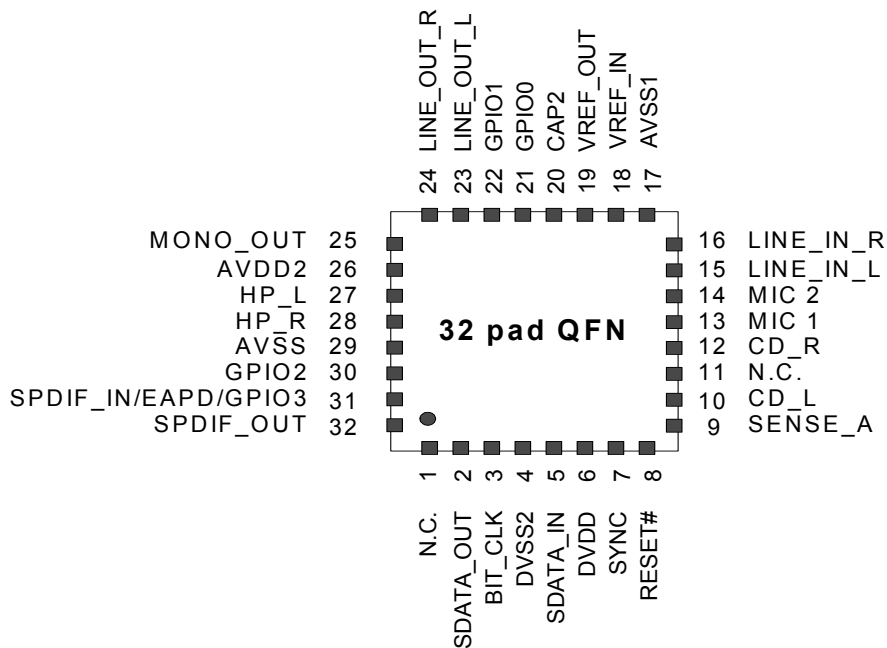 24 LINE_OUT_R
23 LINE_OUT_L
22 GPIO1
21 GPIO0
20 CAP2
19 VREF_OUT
18 VREF_IN
17 AVSS1
MONO_OUT 25
AVDD2 26
HP_L 27
HP_R 28
AVSS 29
GPIO2 30
SPDIF_IN/EAPD/GPIO3 31
SPDIF_OUT 32
32 pad QFN
16 LINE_IN_R
15 LINE_IN_L
14 MIC 2
13 MIC 1
12 CD_R
11 N.C.
10 CD_L
9 SENSE_A
N.C. 1
SDATA_OUT 2
BIT_CLK 3
DVSS2 4
SDATA_IN 5
DVDD 6
SYNC 7
RESET# 8